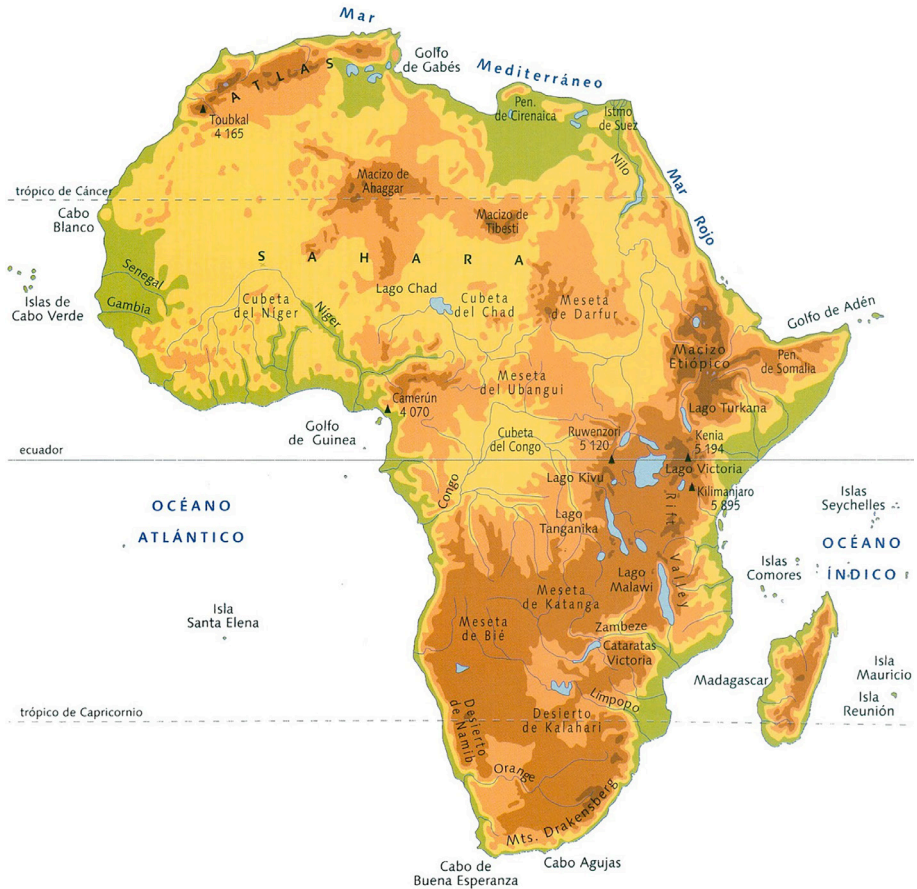 Mar
Mediterráneo
Golfo
de Gabés
ATLAS
Toubkal
4 165
Pen.
de Cirenaica
Istmo
de Suez
Nilo
Mar
Rojo
trópico de Cáncer
Cabo
Blanco
Macizo de
Ahaggar
Macizo de
Tibesti
SAHARA
Senegal
Gambia
Islas de
Cabo Verde
Cubeta
del Níger
Níger
Lago Chad
Cubeta
del Chad
Meseta
de Darfur
Golfo de Adén
Macizo
Etiópico
Pen.
de Somalia
Meseta
del Ubangui
Camerún
4 070
Golfo
de Guinea
Lago Turkana
Cubeta
del Congo
Ruwenzori
5 120
Kenia
5 194
ecuador
Lago Victoria
Lago Kivu
Congo
Kilimanjaro
5 895
Rift
Valley
Islas
Seychelles
OCÉANO
ATLÁNTICO
Lago
Tanganika
OCÉANO
ÍNDICO
Islas
Comores
Lago
Malawi
Meseta
de Katanga
Isla
Santa Elena
Meseta
de Bié
Zambeze
Cataratas
Victoria
Madagascar
Isla
Mauricio
Isla
Reunión
Limpopo
trópico de Capricornio
Desierto
de Namib
Desierto
de Kalahari
Orange
Mts. Drakensberg
Cabo de
Buena Esperanza
Cabo Agujas